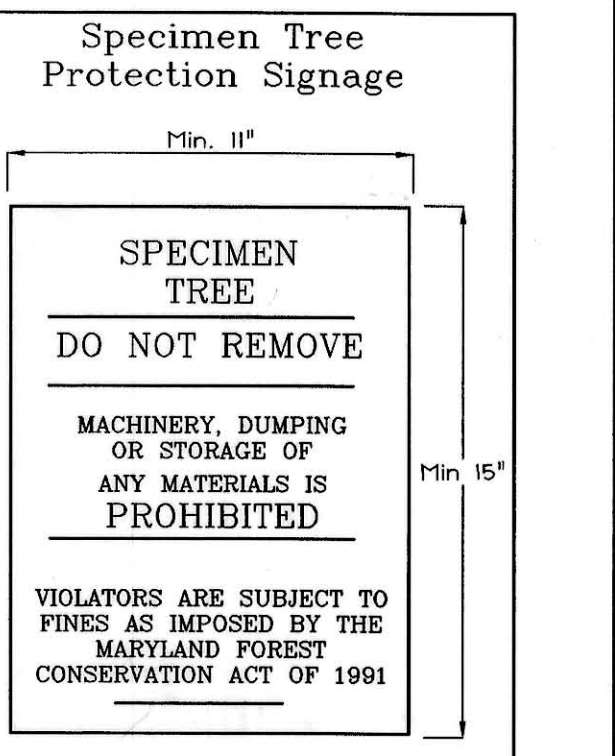 Specimen Tree
Protection Signage
Min. 11"
SPECIMEN
TREE
DO NOT REMOVE
MACHINERY, DUMPING
OR STORAGE OF
ANY MATERIALS IS
PROHIBITED
Min 15"
VIOLATORS ARE SUBJECT TO
FINES AS IMPOSED BY THE
MARYLAND FOREST
CONSERVATION ACT OF 1991